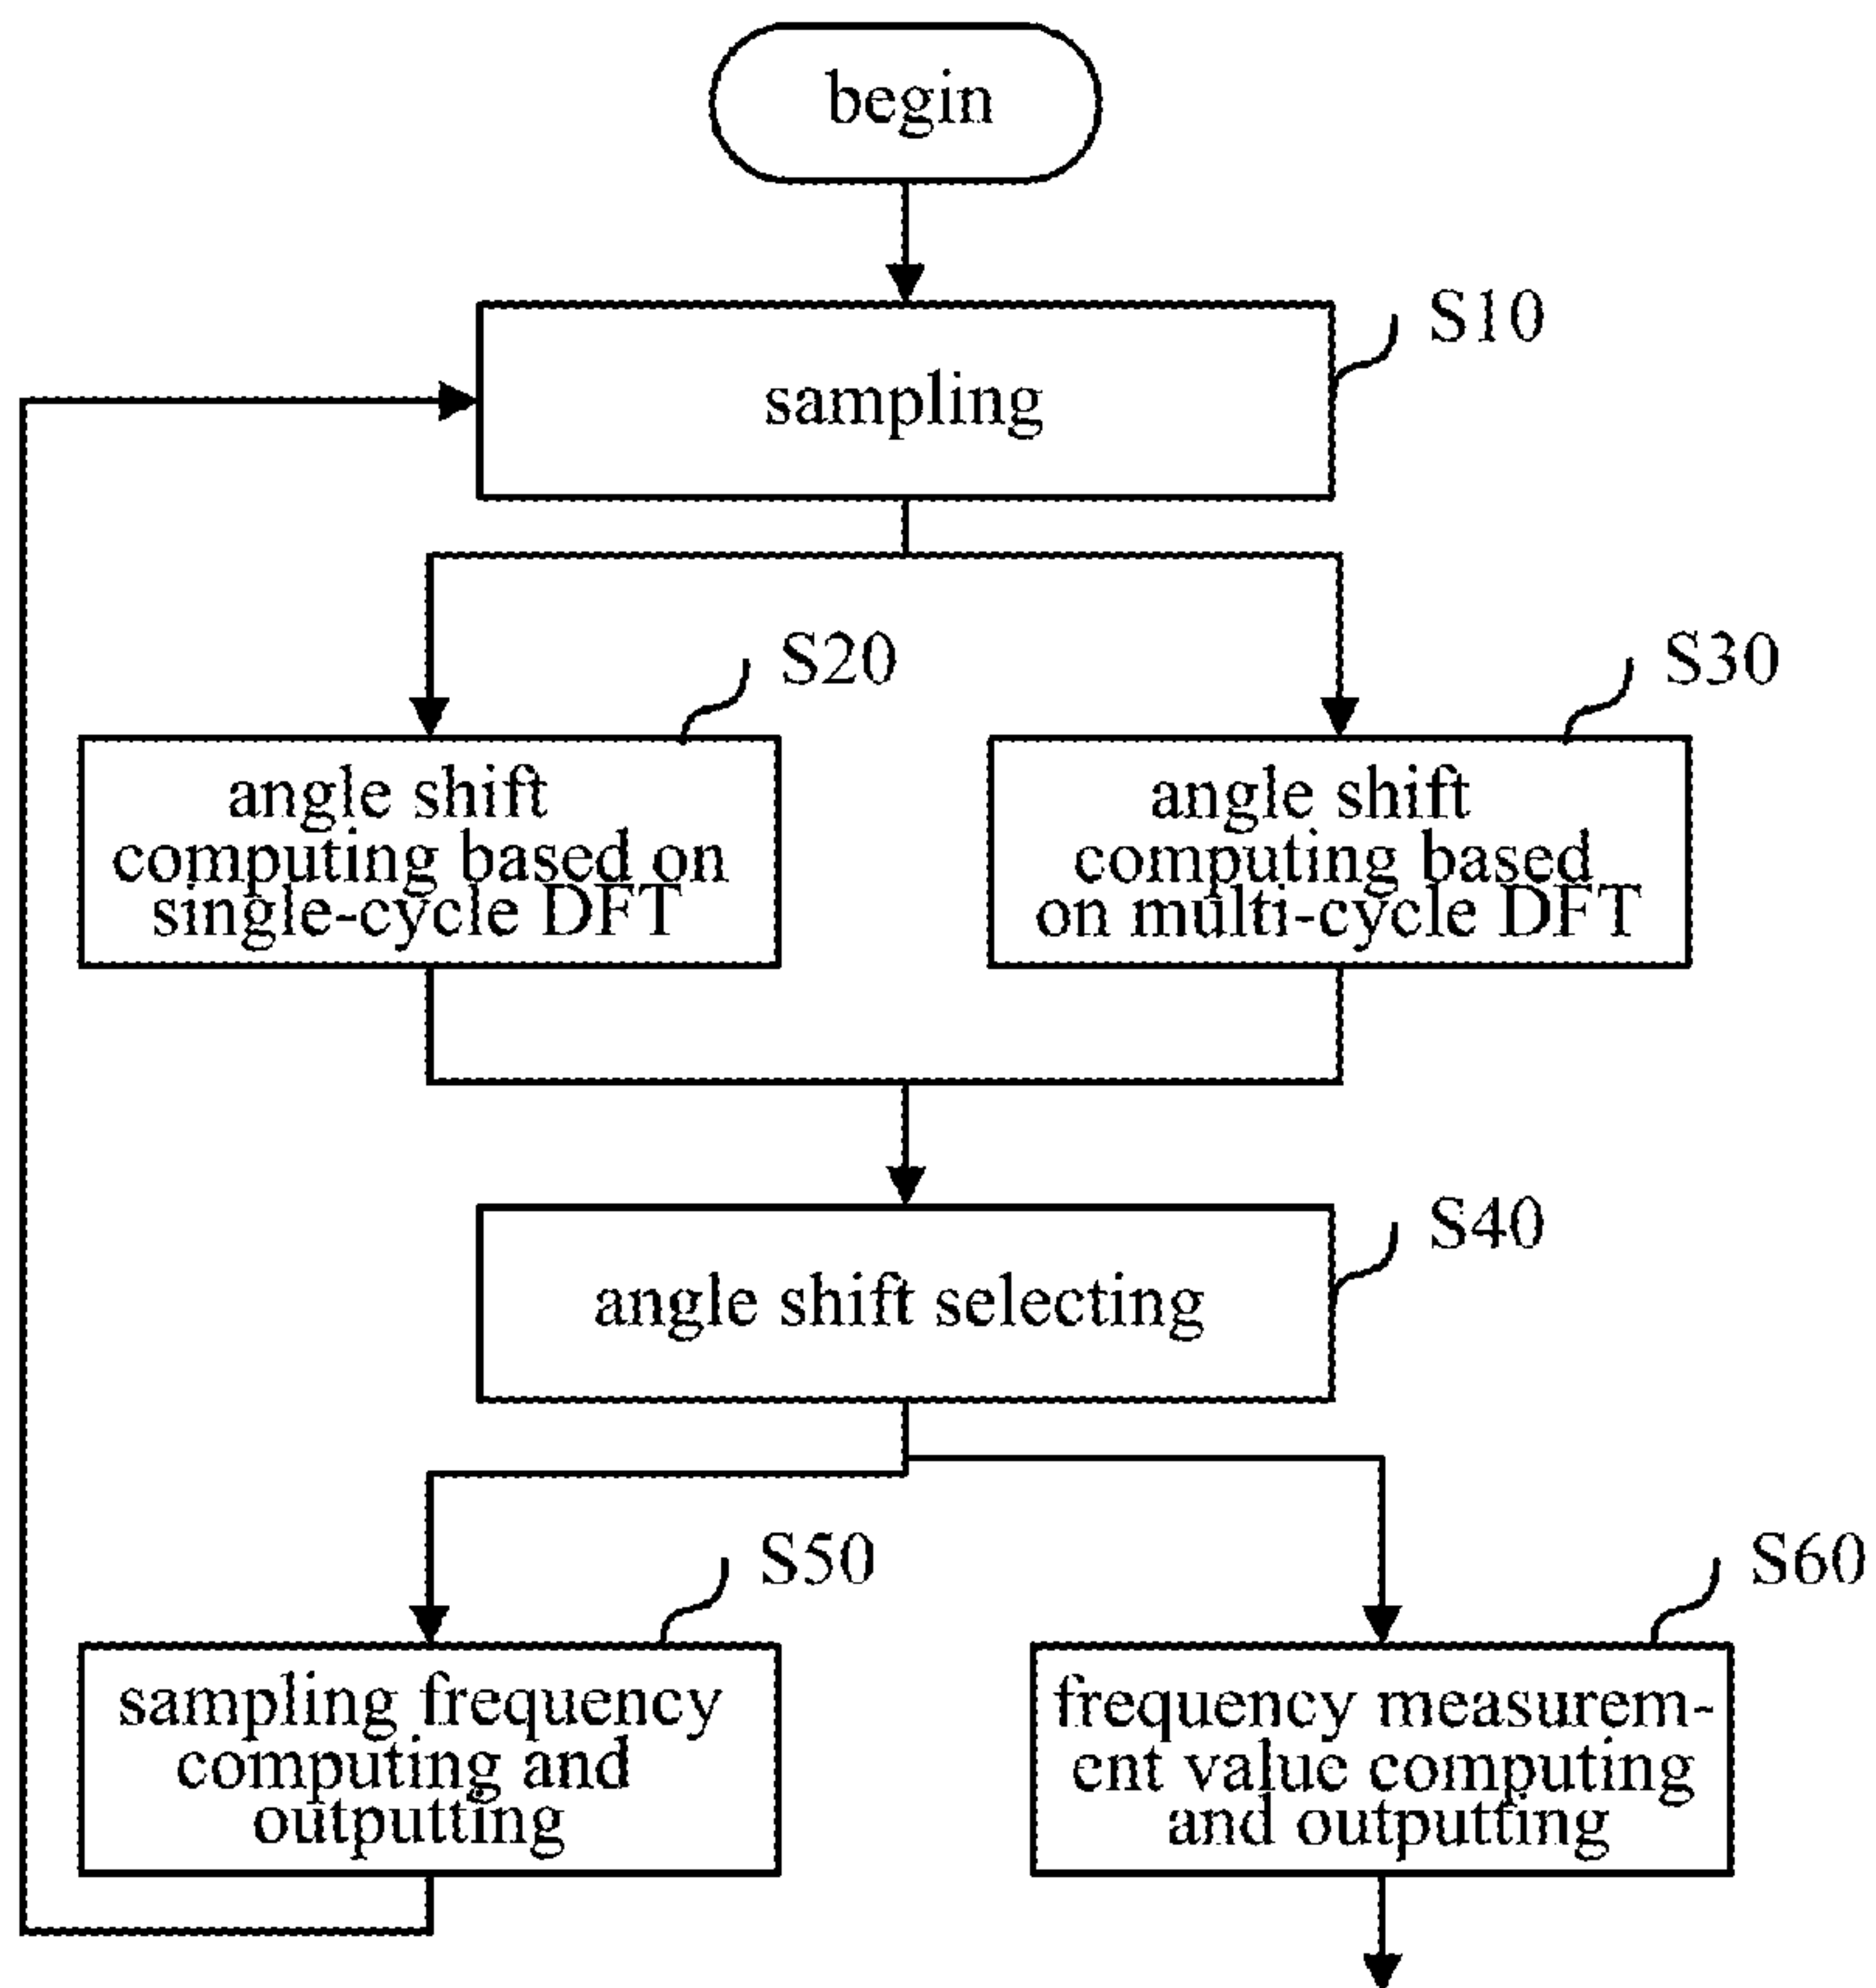 begin
S10
sampling
S20
S30
angle shift
computing based on
single-cycle DFT
angle shift
computing based
on multi-cycle DFT
S40
angle shift selecting
S50
S60
sampling frequency
computing and
outputting
frequency measurem-
ent value computing
and outputting